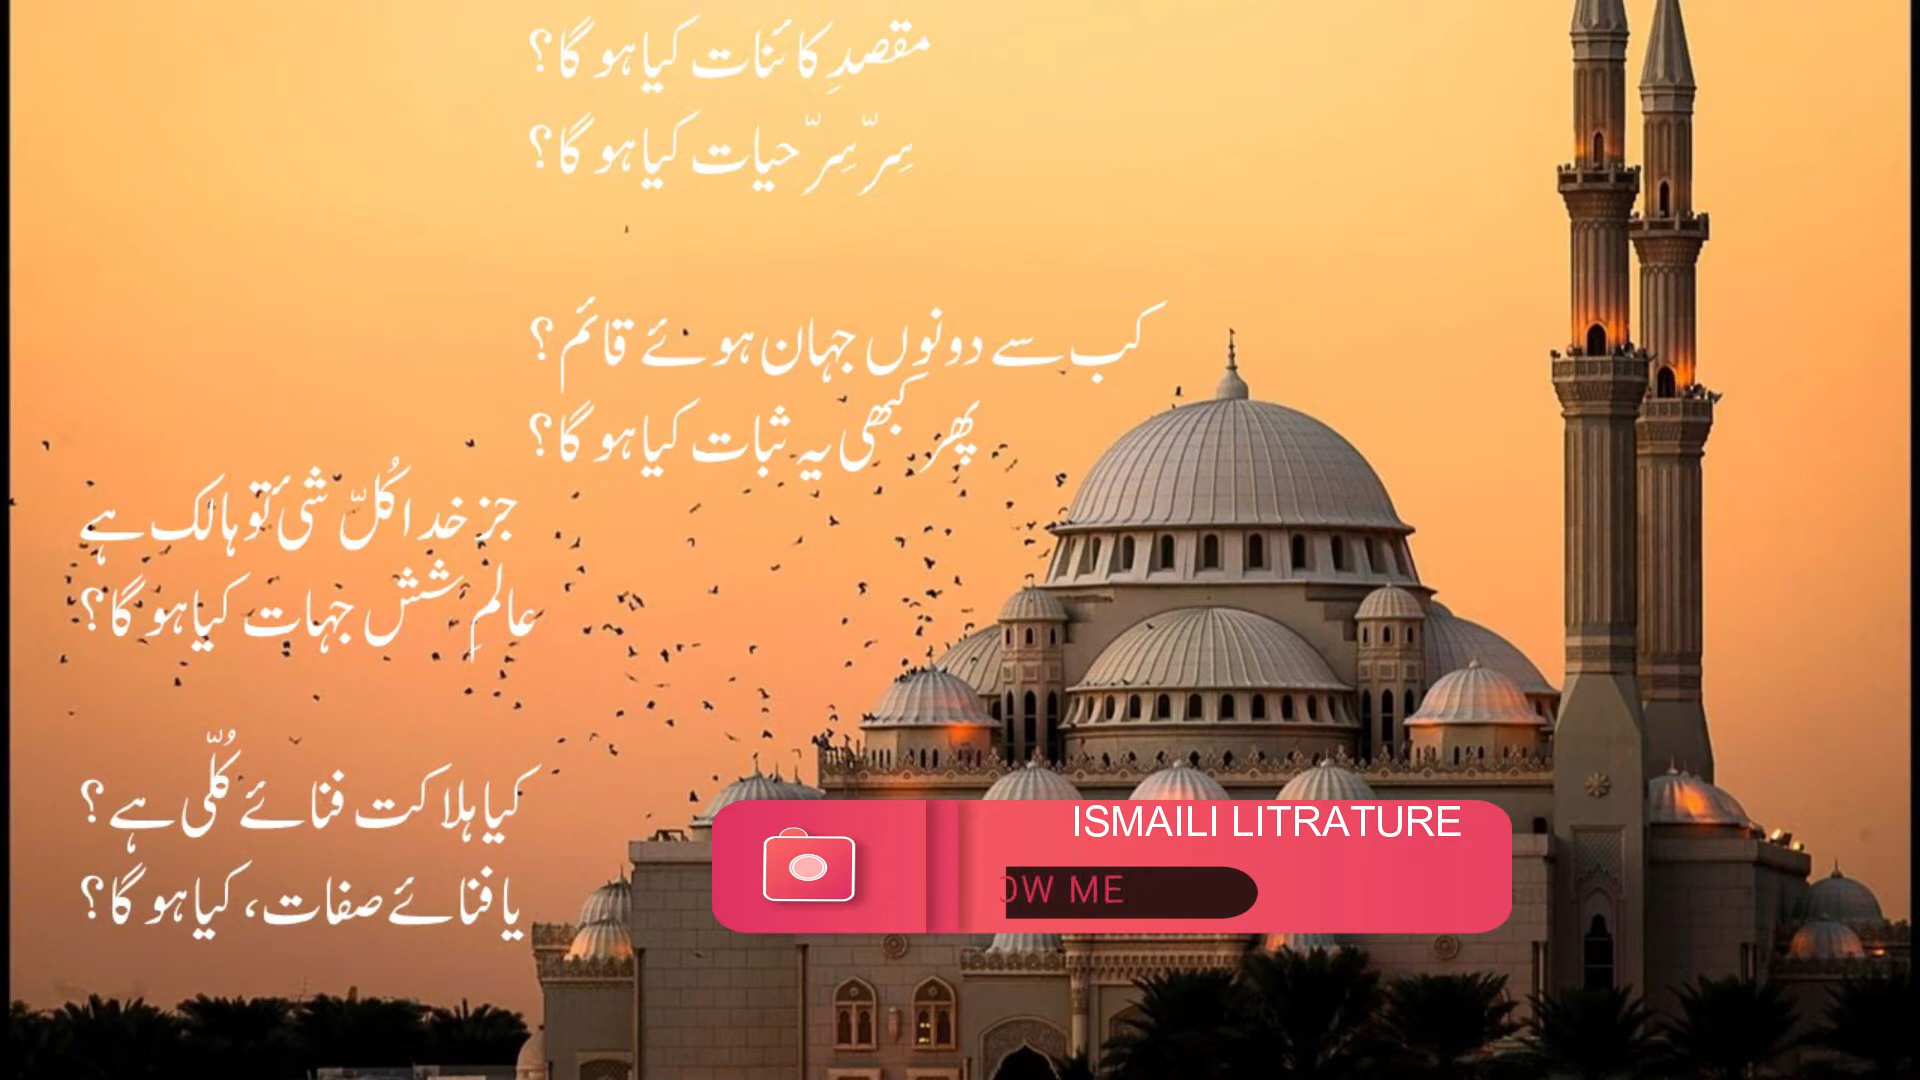 مقصدِ کائنات کیا ہو گا؟
سِرِّ سِرِّ حیات کیا ہو گا؟
کب سے دونوں جہان ہوئے قائم؟
پھر کبھی یہ ثبات کیا ہو گا؟
جز خدا کُلّ شئ تو ہالک ہے
عالمِ شش جہات کیا ہو گا؟
کیا ہلاکت فنائے کُلّی ہے؟
یا فنائے صفات، کیا ہو گا؟
ISMAILI LITRATURE
OW ME